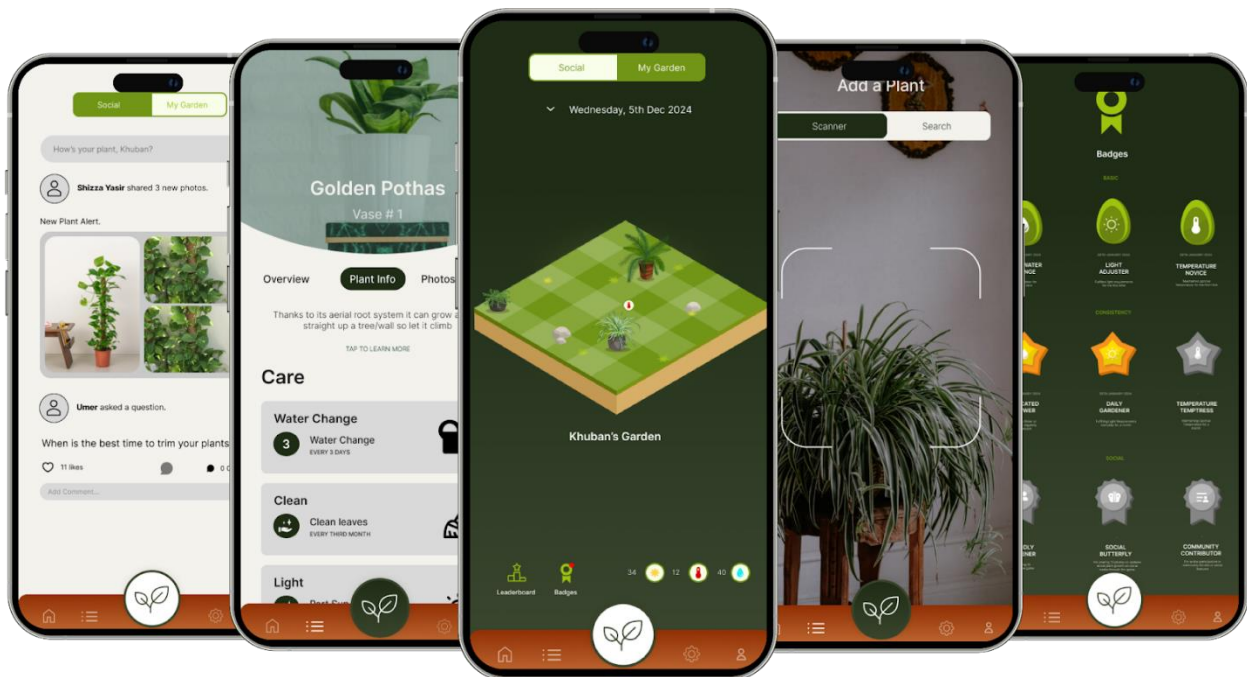 Social
My Garden
How's your plant, Khuban?
Shizza Yasir shared 3 new photos.
New Plant Alert.
Umer asked a question.
When is the best time to trim your plants
11 likes
Add Comment...
Golden Pothas
Vase # 1
Overview
Plant Info
Photos
Thanks to its aerial root system it can grow
straight up a tree/wall so let it climb
TAP TO LEARN MORE
Care
Water Change
3
Water Change
EVERY 3 DAYS
Clean
Clean leaves
EVERY THIRD MONTH
Light
Social
My Garden
Wednesday, 5th Dec 2024
Khuban's Garden
Leaderboard
Badges
34
12
40
Add a Plant
Scanner
Search
Badges
BASIC
LIGHT
ADJUSTER
TEMPERATURE
NOVICE
CONSISTENCY
DAILY
GARDENER
TEMPERATURE
TEMPTRESS
SOCIAL
SOCIAL
BUTTERFLY
COMMUNITY
CONTRIBUTOR